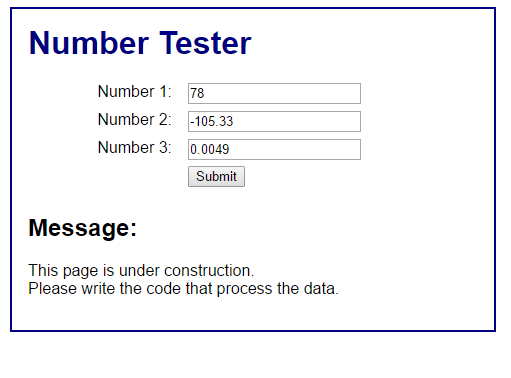 Number Tester
Number 1: 78
Number 2: -105.33
Number 3: 0.0049
Submit
Message:
This page is under construction.
Please write the code that process the data.